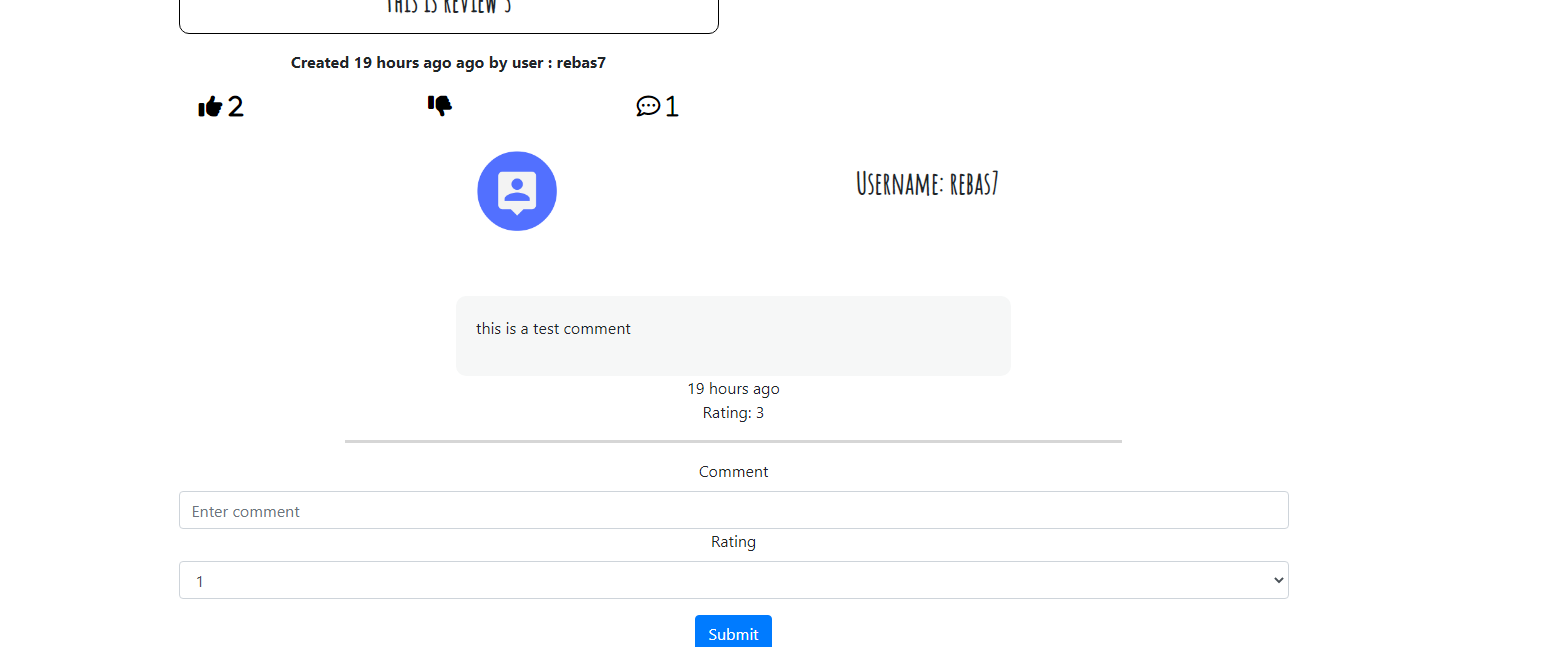 THIS IS REVIEW 3
Created 19 hours ago ago by user : rebas7
2
1
Username: rebas7
this is a test comment
19 hours ago
Rating: 3
Comment
Enter comment
Rating
1
Submit